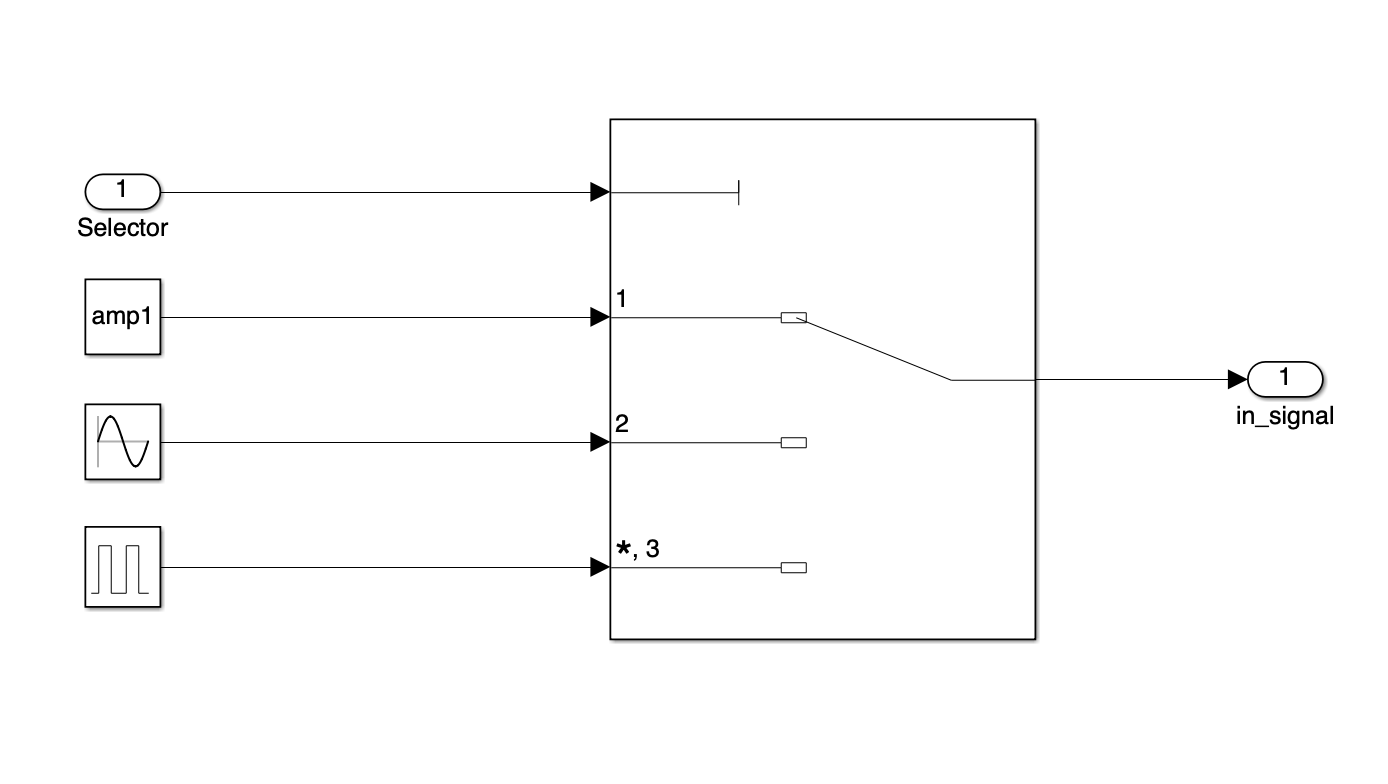 1
Selector
amp1
1
2
*, 3
1
in_signal